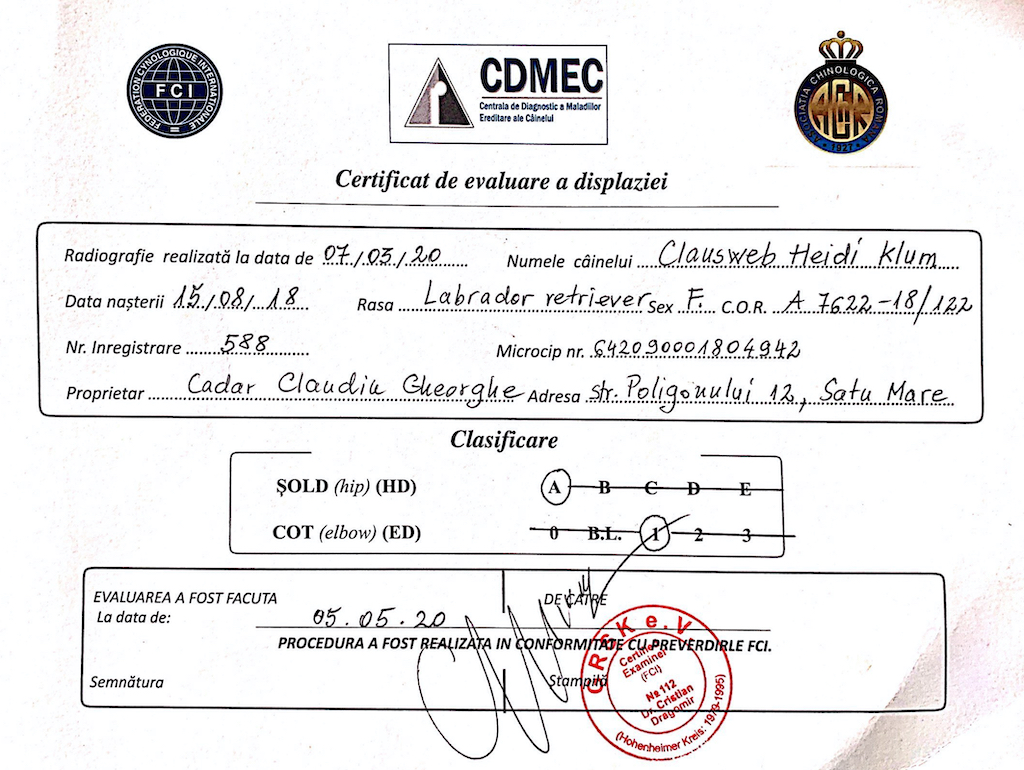 FEDERATION CYNOLOGIQUE INTERNATIONALE
FCI
CDMEC
Centrala de Diagnostic a Maladiilor
Ereditare ale Câinelui
ASOCIATIA CHINOLOGICA ROMANA
AChR
1927
Certificat de evaluare a displaziei
Radiografie realizată la data de 07/03/20 Numele câinelui Clausweb Heidi Klum
Data nașterii 15/08/18 Rasa Labrador retriever Sex F. C.O.R. A 7622-18/122
Nr. Inregistrare 588 Microcip nr. 642090001804942
Proprietar Cadar Claudiu Gheorghe Adresa str. Poligonului 12, Satu Mare
Clasificare
ȘOLD (hip) (HD) A B C D E
COT (elbow) (ED) 0 B.L. 1 2 3
EVALUAREA A FOST FACUTA DE CĂTRE
La data de: 05.05.20
PROCEDURA A FOST REALIZATA IN CONFORMITATE CU PREVERDIRLE FCI.
Semnătura Stampilă
GRSK e.V.
Certified
Examiner
(FCI)
№ 112
Dr. Cristian
Dragomir
(Hohenheimer Kreis: 1979-1995)